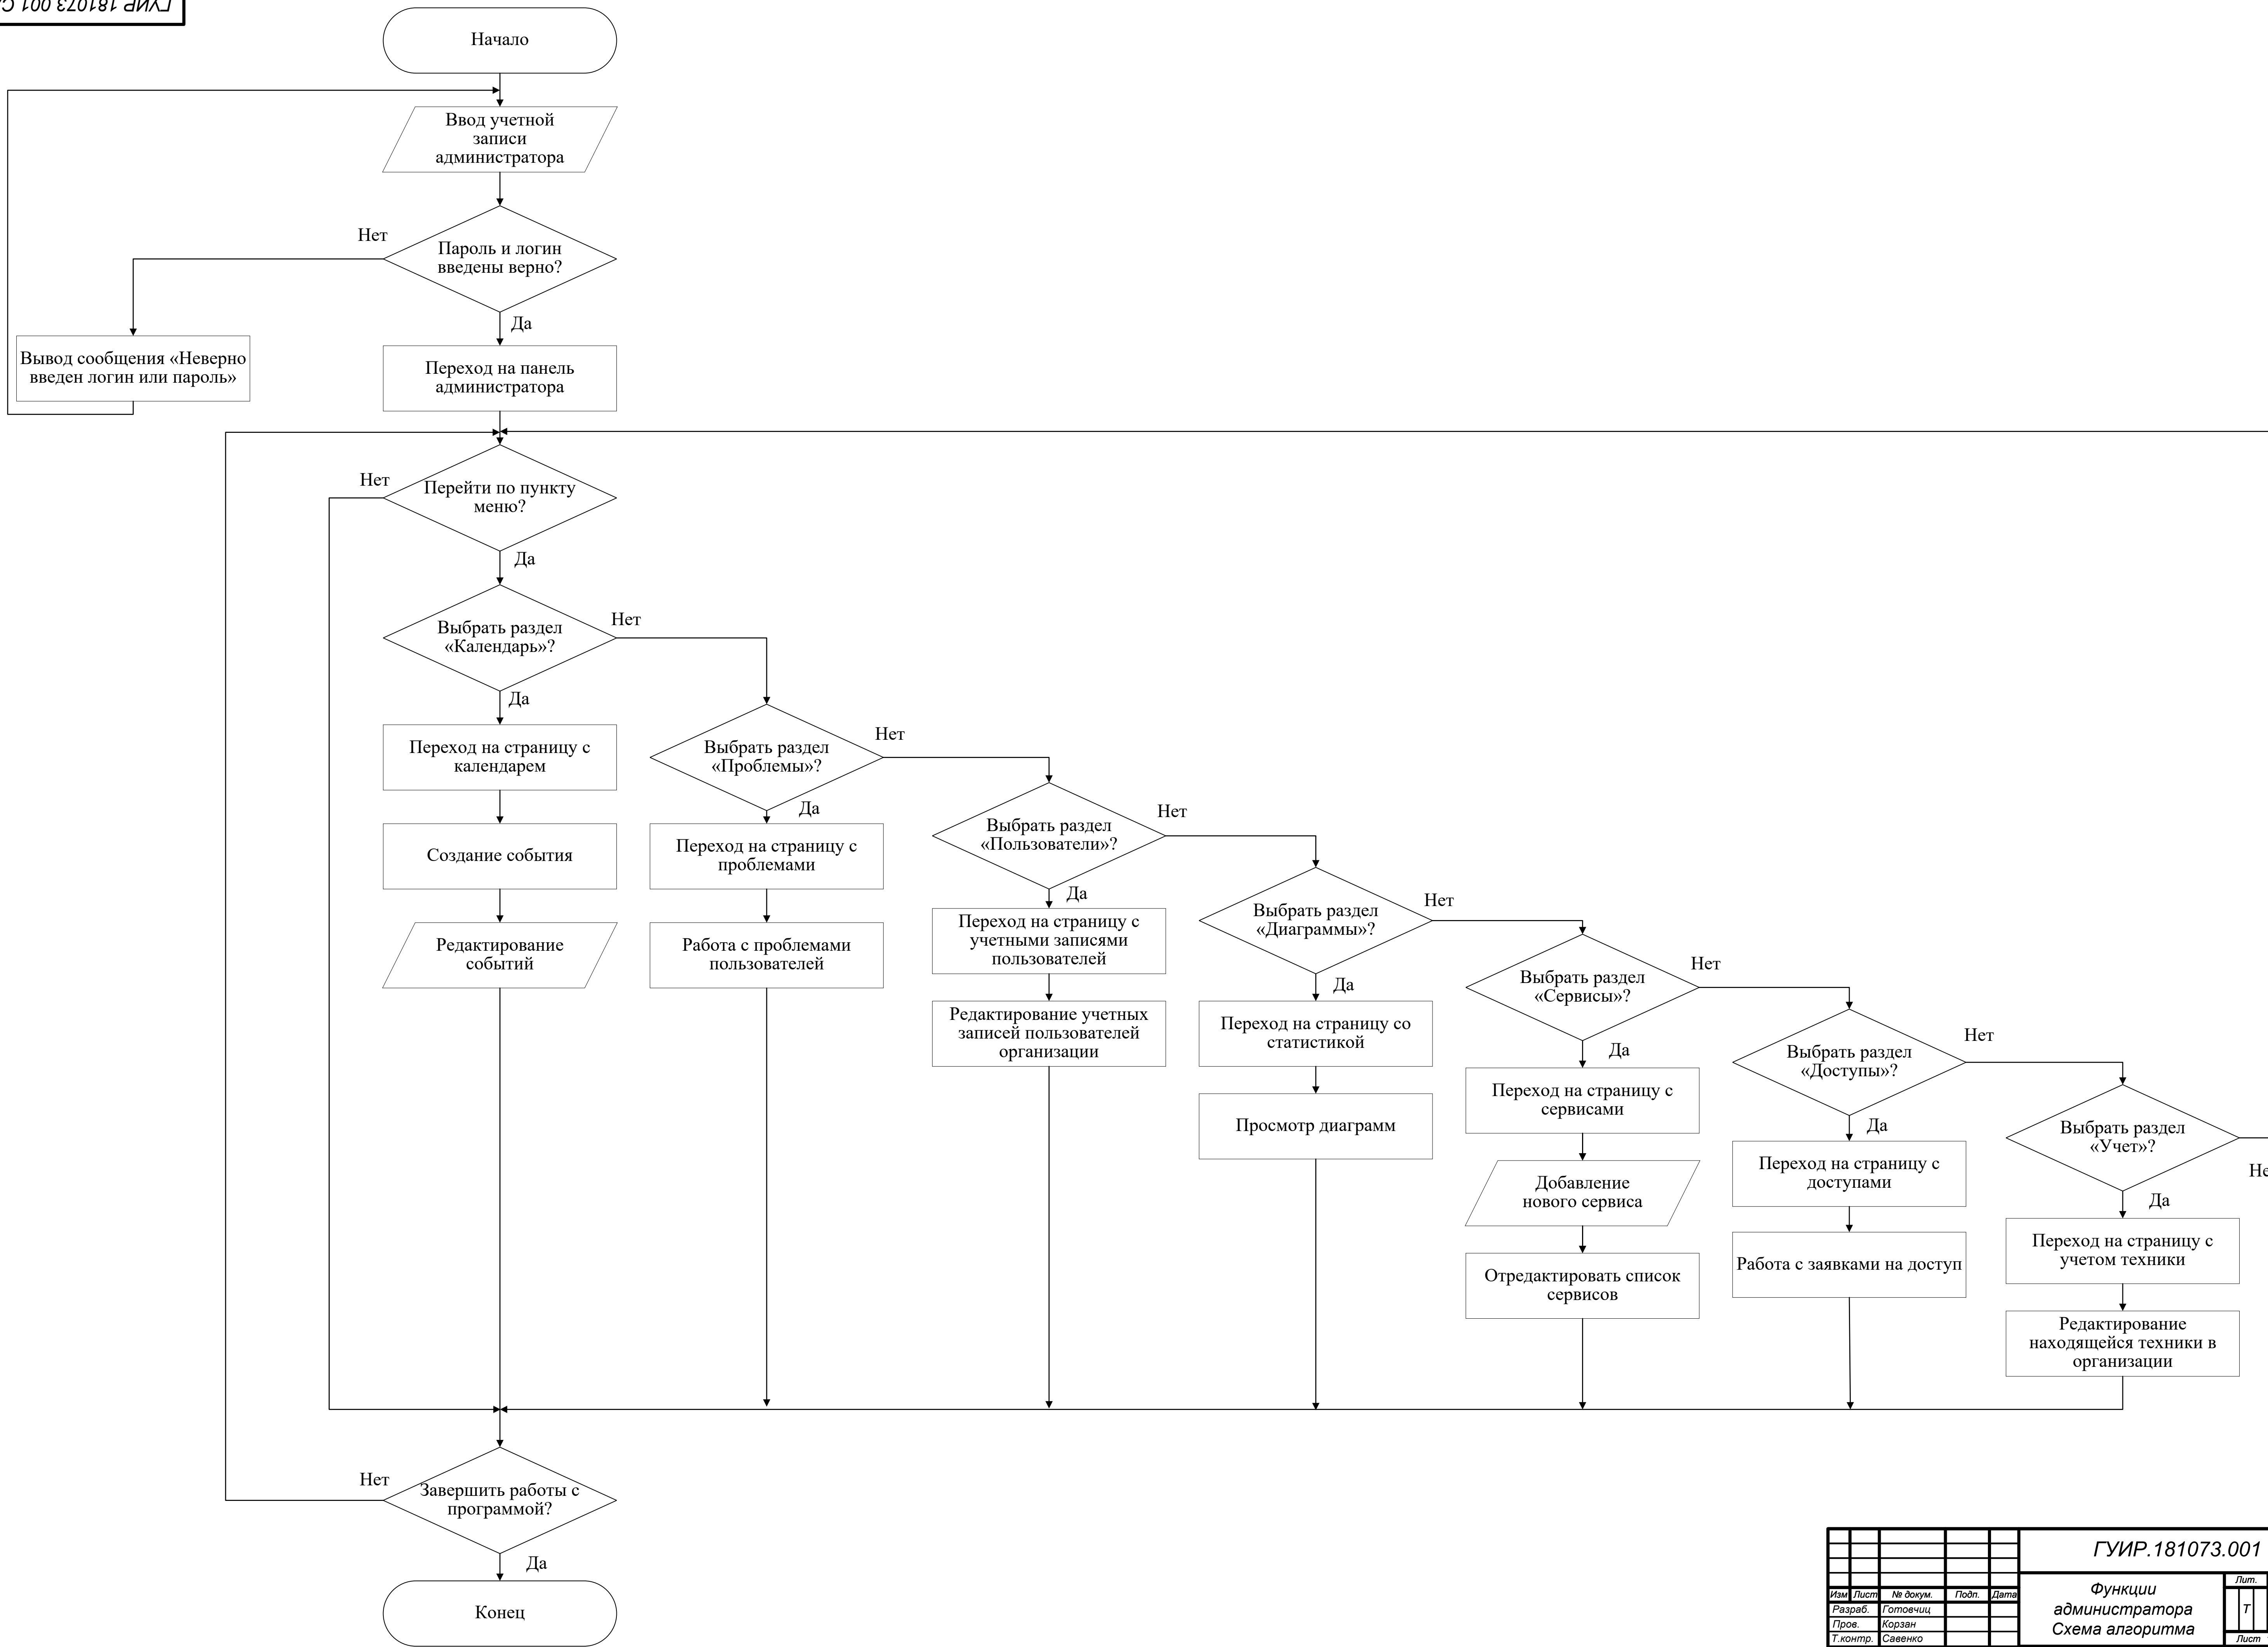 ГУИР.181073.001
Начало
Ввод учетной
записи
администратора
Нет
Пароль и логин
введены верно?
Да
Вывод сообщения «Неверно
введен логин или пароль»
Переход на панель
администратора
Нет
Перейти по пункту
меню?
Да
Выбрать раздел
«Календарь»?
Нет
Да
Переход на страницу с
календарем
Создание события
Редактирование
событий
Выбрать раздел
«Проблемы»?
Нет
Да
Переход на страницу с
проблемами
Работа с проблемами
пользователей
Выбрать раздел
«Пользователи»?
Нет
Да
Переход на страницу с
учетными записями
пользователей
Редактирование учетных
записей пользователей
организации
Выбрать раздел
«Диаграммы»?
Нет
Да
Переход на страницу со
статистикой
Просмотр диаграмм
Выбрать раздел
«Сервисы»?
Нет
Да
Переход на страницу с
сервисами
Добавление
нового сервиса
Отредактировать список
сервисов
Выбрать раздел
«Доступы»?
Нет
Да
Переход на страницу с
доступами
Работа с заявками на доступ
Выбрать раздел
«Учет»?
Да
Переход на страницу с
учетом техники
Редактирование
находящейся техники в
организации
Нет
Завершить работы с
программой?
Да
Конец
ГУИР.181073.001
Изм Лист № докум. Подп. Дата
Разраб. Готовчиц
Пров. Корзан
Т.контр. Савенко
Функции
администратора
Схема алгоритма
Лит.
Т
Лист